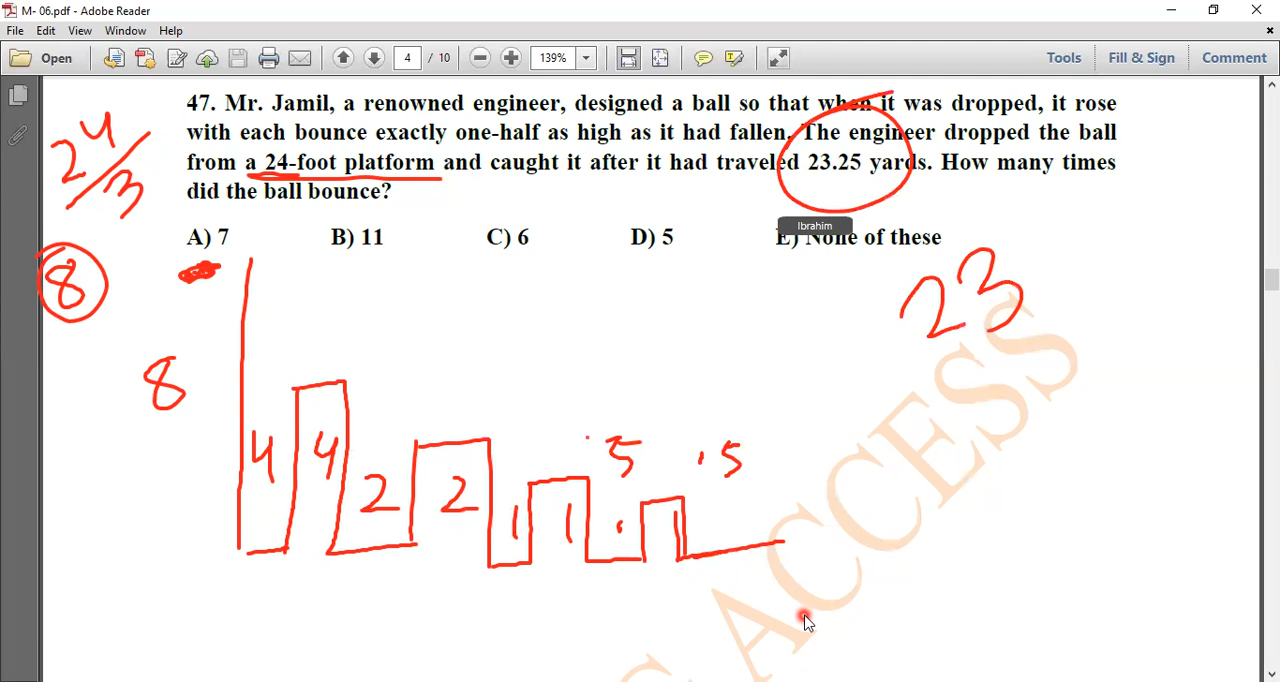 M- 06.pdf - Adobe Reader
File Edit View Window Help
Open 4 / 10 139% Tools Fill & Sign Comment
47. Mr. Jamil, a renowned engineer, designed a ball so that when it was dropped, it rose
with each bounce exactly one-half as high as it had fallen. The engineer dropped the ball
from a 24-foot platform and caught it after it had traveled 23.25 yards. How many times
did the ball bounce?
Ibrahim
A) 7 B) 11 C) 6 D) 5 E) None of these
24/3
8
23
8
4 4 2 2 1 1 .5 .5
ACCESS